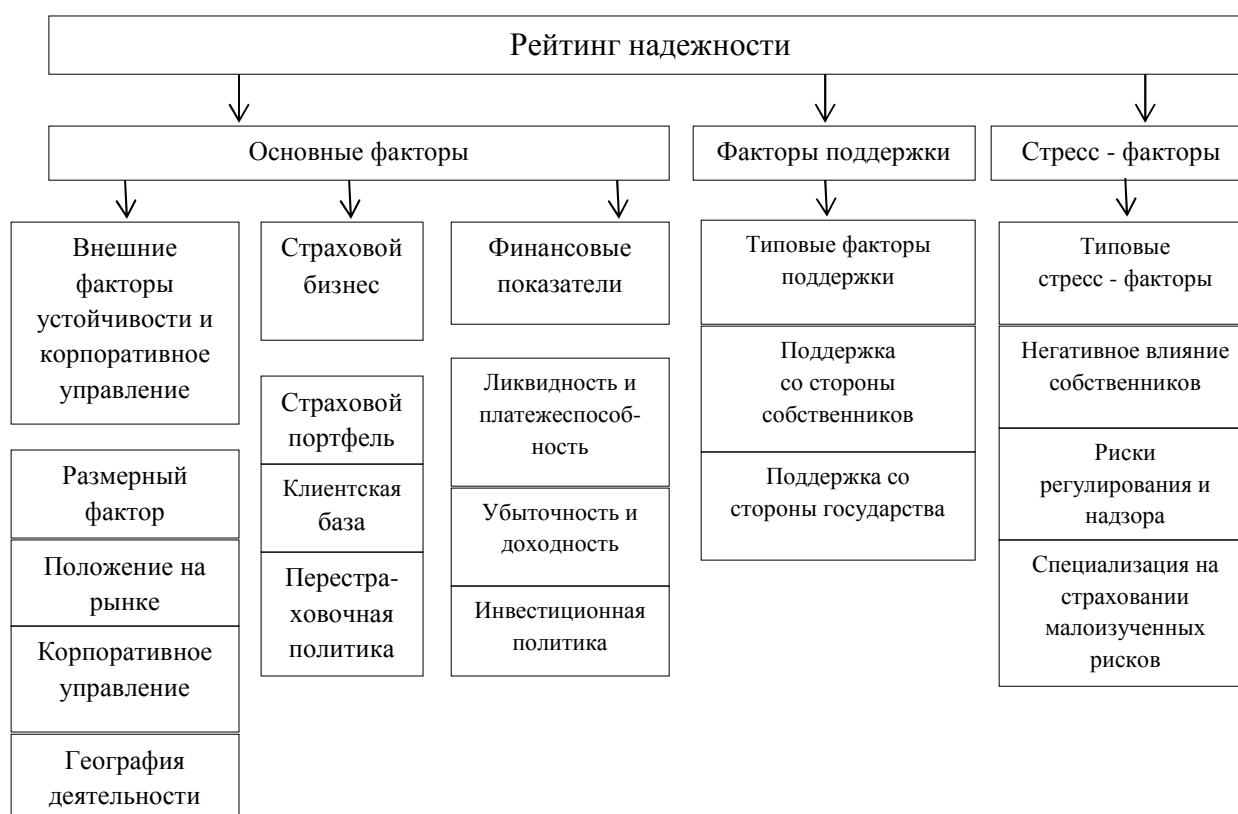 Рейтинг надежности
Основные факторы
Факторы поддержки
Стресс - факторы
Внешние
факторы
устойчивости и
корпоративное
управление
Размерный
фактор
Положение на
рынке
Корпоративное
управление
География
деятельности
Страховой
бизнес
Страховой
портфель
Клиентская
база
Перестра-
ховочная
политика
Финансовые
показатели
Ликвидность и
платежеспособ-
ность
Убыточность и
доходность
Инвестиционная
политика
Типовые факторы
поддержки
Поддержка
со стороны
собственников
Поддержка со
стороны государства
Типовые
стресс - факторы
Негативное влияние
собственников
Риски
регулирования и
надзора
Специализация на
страховании
малоизученных
рисков